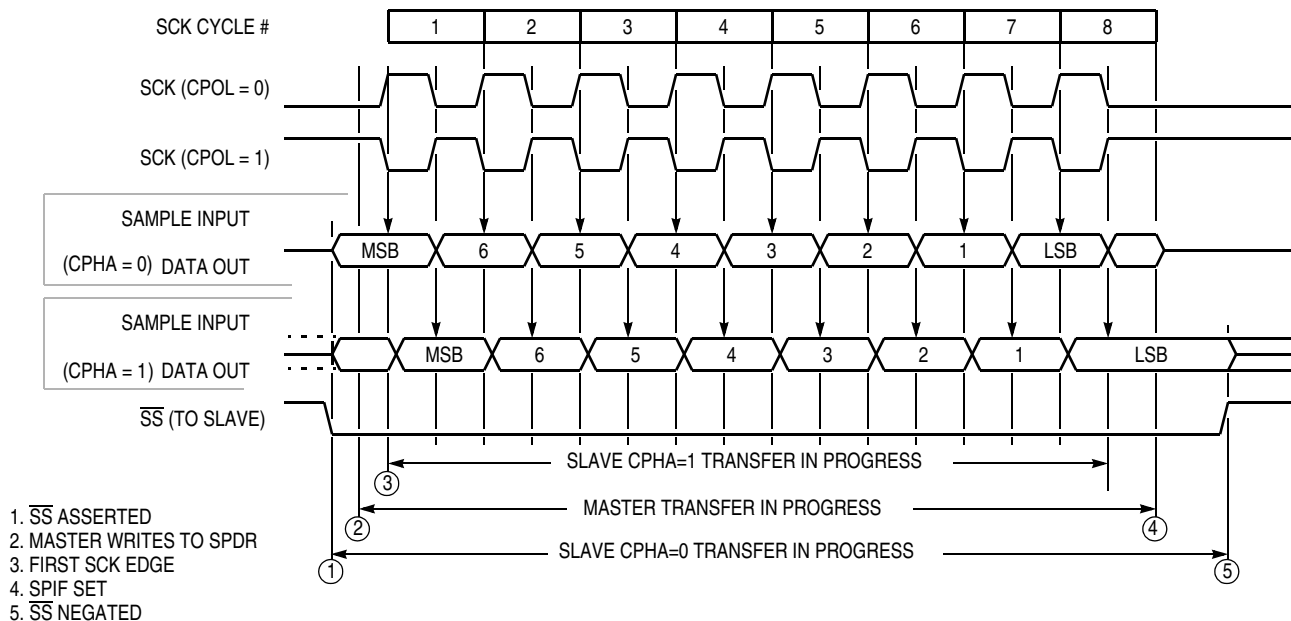 SCK CYCLE # 1 2 3 4 5 6 7 8
SCK (CPOL = 0)
SCK (CPOL = 1)
SAMPLE INPUT
(CPHA = 0) DATA OUT MSB 6 5 4 3 2 1 LSB
SAMPLE INPUT
(CPHA = 1) DATA OUT MSB 6 5 4 3 2 1 LSB
SS (TO SLAVE)
SLAVE CPHA=1 TRANSFER IN PROGRESS
3
MASTER TRANSFER IN PROGRESS
2 4
SLAVE CPHA=0 TRANSFER IN PROGRESS
1 5
1. SS ASSERTED
2. MASTER WRITES TO SPDR
3. FIRST SCK EDGE
4. SPIF SET
5. SS NEGATED